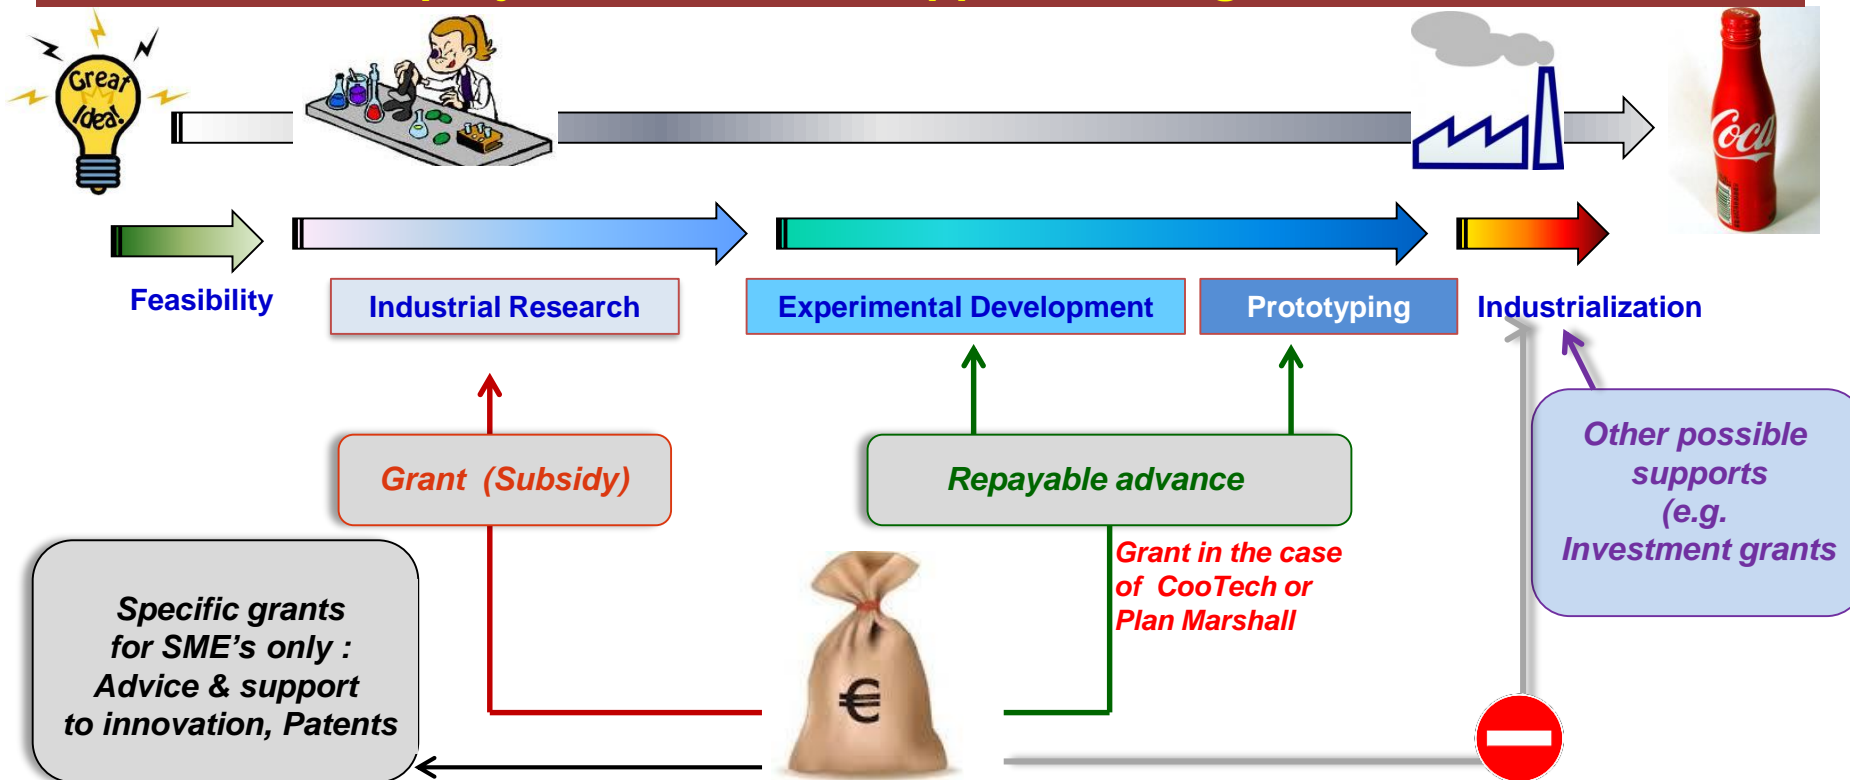 Great
Idea!
Coca
Feasibility
Industrial Research
Experimental Development
Prototyping
Industrialization
Grant (Subsidy)
Repayable advance
Other possible
supports
(e.g.
Investment grants
Grant in the case
of CooTech or
Plan Marshall
Specific grants
for SME's only :
Advice & support
to innovation, Patents
€